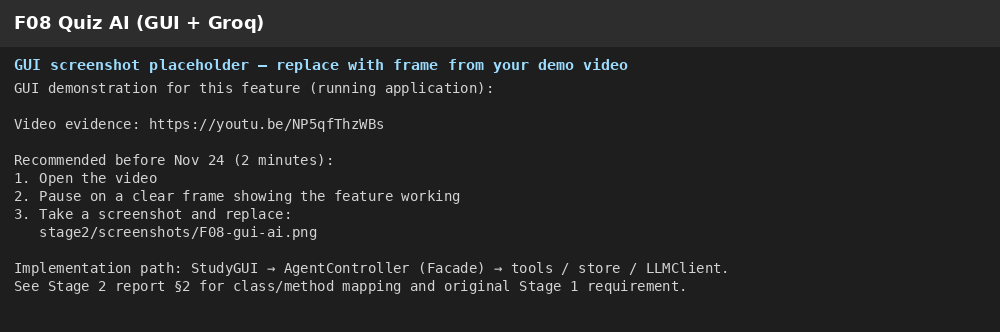 F08 Quiz AI (GUI + Groq)
GUI screenshot placeholder — replace with frame from your demo video
GUI demonstration for this feature (running application):
Video evidence: https://youtu.be/NP5qfThzWBs
Recommended before Nov 24 (2 minutes):
1. Open the video
2. Pause on a clear frame showing the feature working
3. Take a screenshot and replace:
stage2/screenshots/F08-gui-ai.png
Implementation path: StudyGUI → AgentController (Facade) → tools / store / LLMClient.
See Stage 2 report §2 for class/method mapping and original Stage 1 requirement.